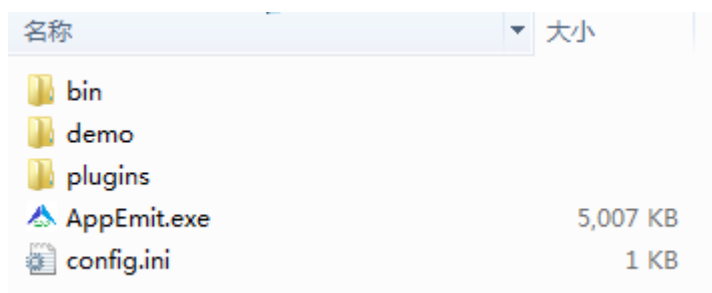 名称 大小
bin
demo
plugins
AppEmit.exe 5,007 KB
config.ini 1 KB